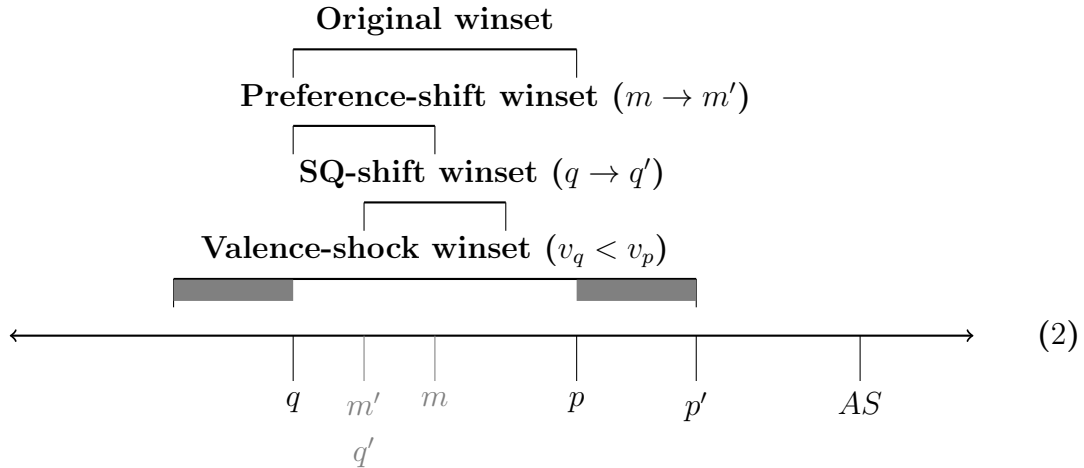 Original winset
Preference-shift winset (m → m′)
SQ-shift winset (q → q′)
Valence-shock winset (v_q < v_p)
(2)
q m′ m p p′ AS
q′